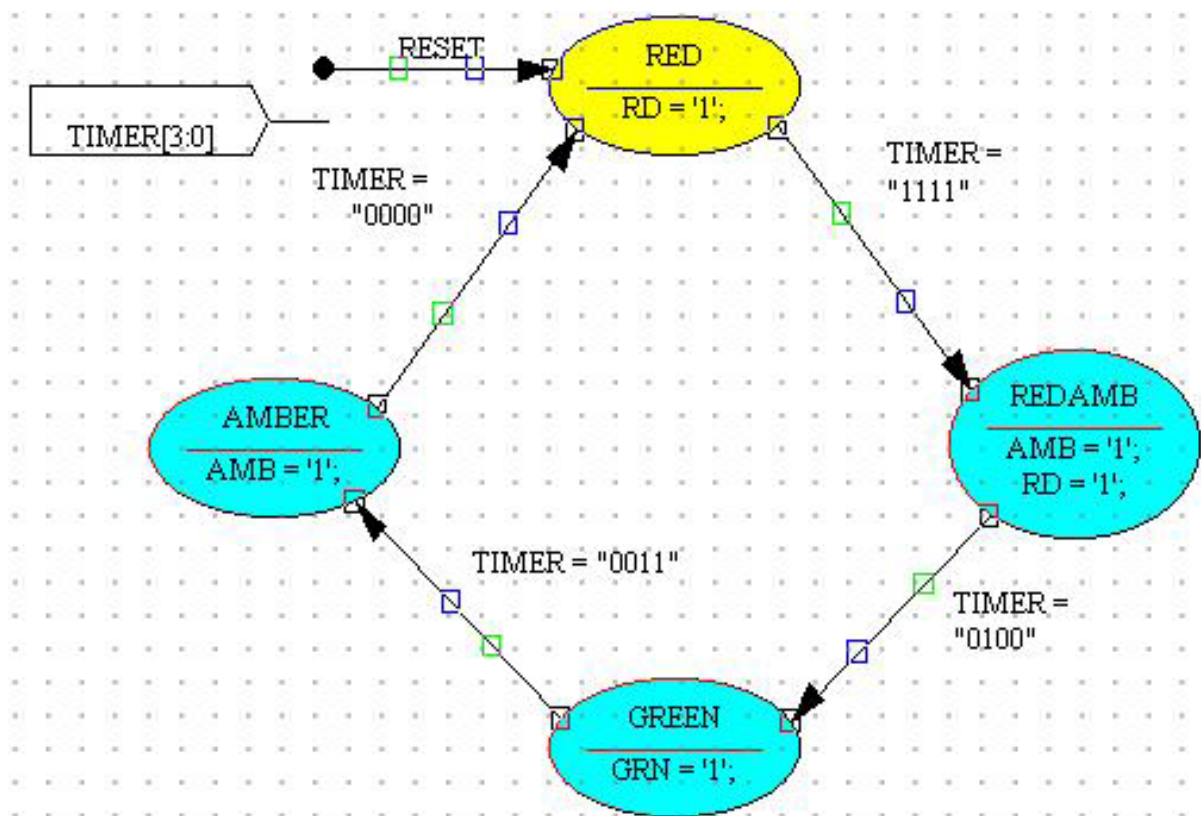 RESET
RED
RD = '1';
TIMER[3:0]
TIMER =
"0000"
TIMER =
"1111"
AMBER
AMB = '1';
REDAMB
AMB = '1';
RD = '1';
TIMER = "0011"
TIMER =
"0100"
GREEN
GRN = '1';